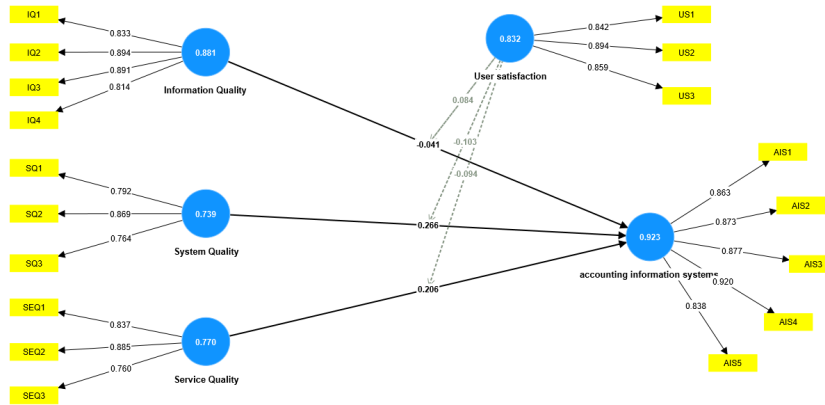 IQ1
IQ2
IQ3
IQ4
0.833
0.894
0.891
0.814
0.881
Information Quality
SQ1
SQ2
SQ3
0.792
0.869
0.764
0.739
System Quality
SEQ1
SEQ2
SEQ3
0.837
0.885
0.760
0.770
Service Quality
0.832
User satisfaction
0.842
0.894
0.859
US1
US2
US3
0.084
-0.103
-0.094
-0.041
0.266
0.206
0.923
accounting information systems
0.863
0.873
0.877
0.920
0.838
AIS1
AIS2
AIS3
AIS4
AIS5